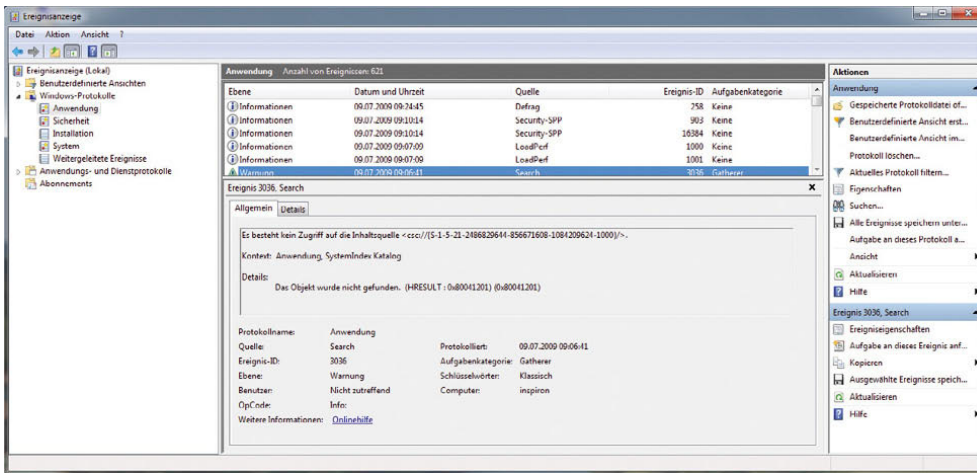 Ereignisanzeige
Datei Aktion Ansicht ?
Ereignisanzeige (Lokal)
Benutzerdefinierte Ansichten
Windows-Protokolle
Anwendung
Sicherheit
Installation
System
Weitergeleitete Ereignisse
Anwendungs- und Dienstprotokolle
Abonnements
Anwendung Anzahl von Ereignissen: 621
Ebene Datum und Uhrzeit Quelle Ereignis-ID Aufgabenkategorie
Informationen 09.07.2009 09:24:45 Defrag 258 Keine
Informationen 09.07.2009 09:10:14 Security-SPP 903 Keine
Informationen 09.07.2009 09:10:14 Security-SPP 16384 Keine
Informationen 09.07.2009 09:07:09 LoadPerf 1000 Keine
Informationen 09.07.2009 09:07:09 LoadPerf 1001 Keine
Warnung 09.07.2009 09:06:41 Search 3036 Gatherer
Ereignis 3036, Search
Allgemein Details
Es besteht kein Zugriff auf die Inhaltsquelle <csc://{S-1-5-21-2486829644-856671608-1084209624-1000}/>.
Kontext: Anwendung, SystemIndex Katalog
Details:
Das Objekt wurde nicht gefunden. (HRESULT : 0x80041201) (0x80041201)
Protokollname: Anwendung
Quelle: Search Protokolliert: 09.07.2009 09:06:41
Ereignis-ID: 3036 Aufgabenkategorie: Gatherer
Ebene: Warnung Schlüsselwörter: Klassisch
Benutzer: Nicht zutreffend Computer: inspiron
OpCode: Info:
Weitere Informationen: Onlinehilfe
Aktionen
Anwendung
Gespeicherte Protokolldatei öf...
Benutzerdefinierte Ansicht erst...
Benutzerdefinierte Ansicht im...
Protokoll löschen...
Aktuelles Protokoll filtern...
Eigenschaften
Suchen...
Alle Ereignisse speichern unter...
Aufgabe an dieses Protokoll a...
Ansicht
Aktualisieren
Hilfe
Ereignis 3036, Search
Ereigniseigenschaften
Aufgabe an dieses Ereignis anf...
Kopieren
Ausgewählte Ereignisse speich...
Aktualisieren
Hilfe